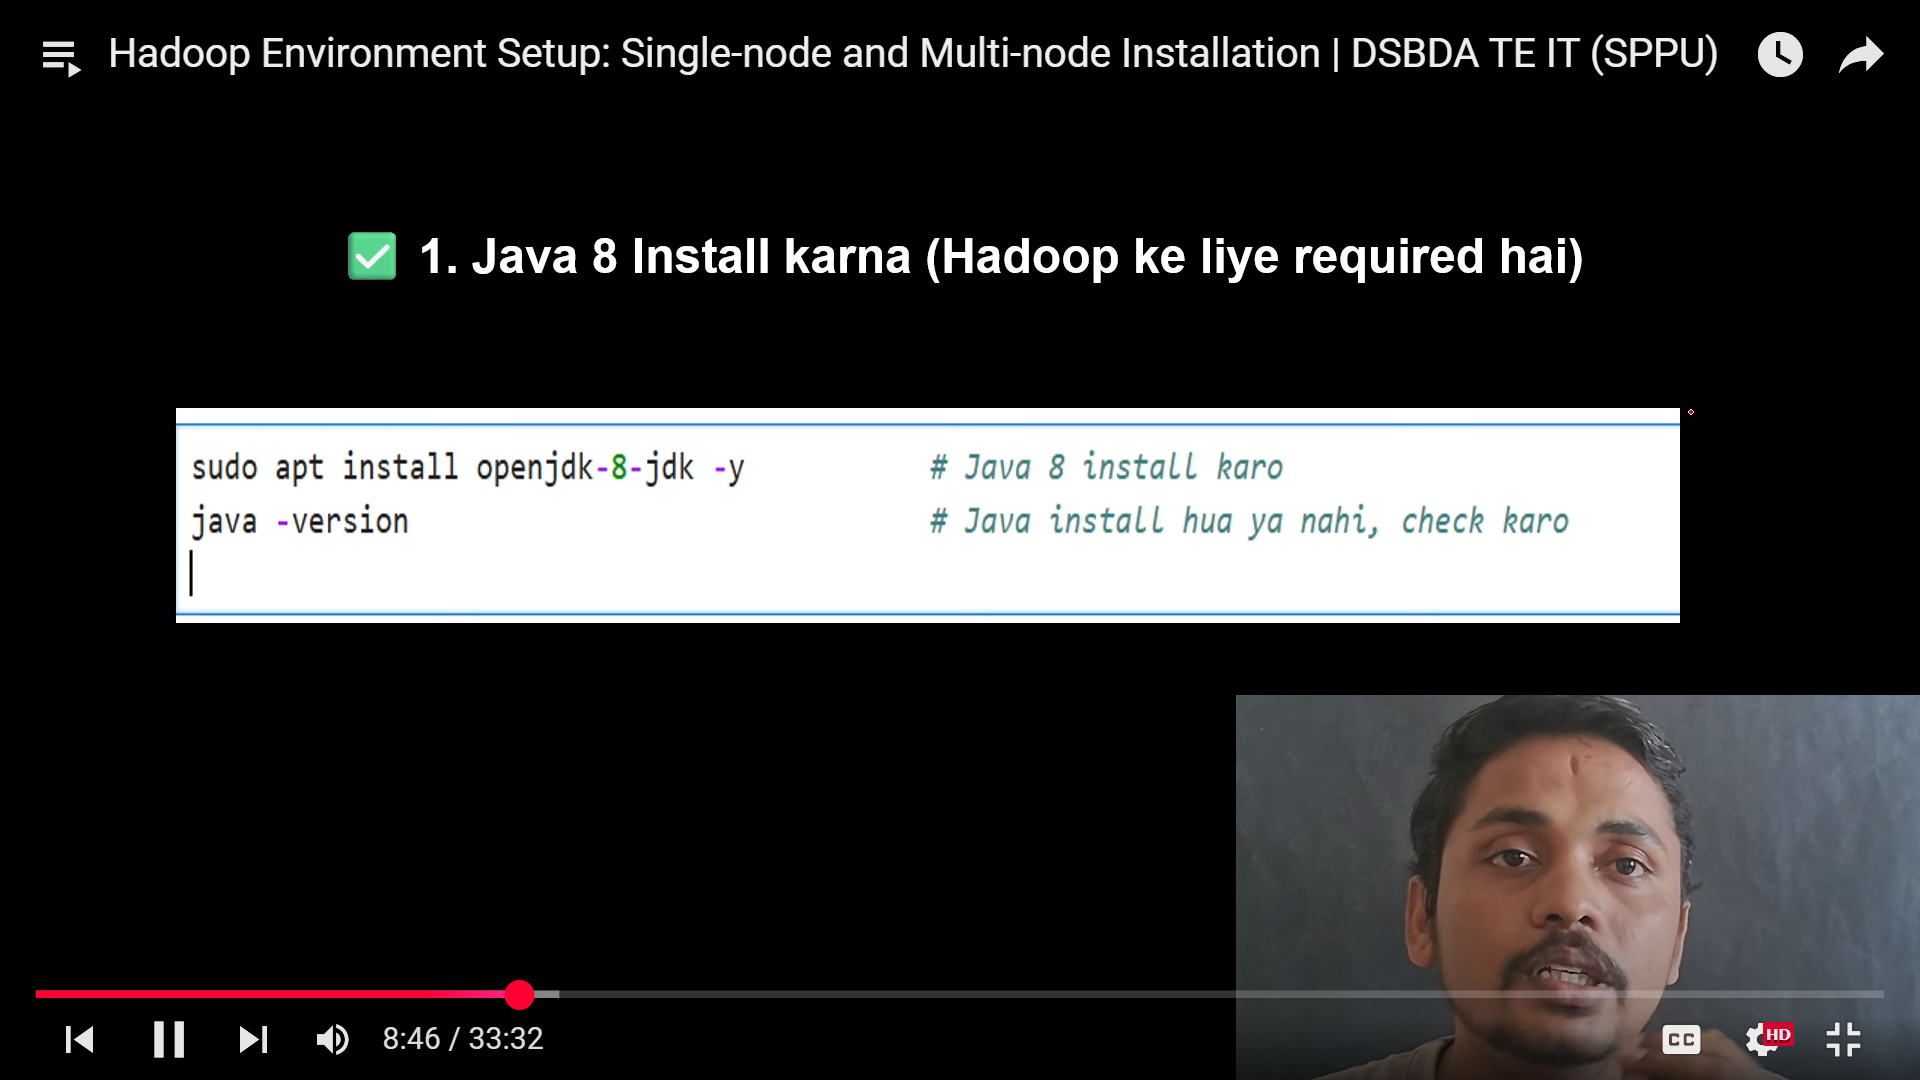 Hadoop Environment Setup: Single-node and Multi-node Installation | DSBDA TE IT (SPPU)
✅ 1. Java 8 Install karna (Hadoop ke liye required hai)
sudo apt install openjdk-8-jdk -y # Java 8 install karo
java -version # Java install hua ya nahi, check karo
8:46 / 33:32
CC
HD